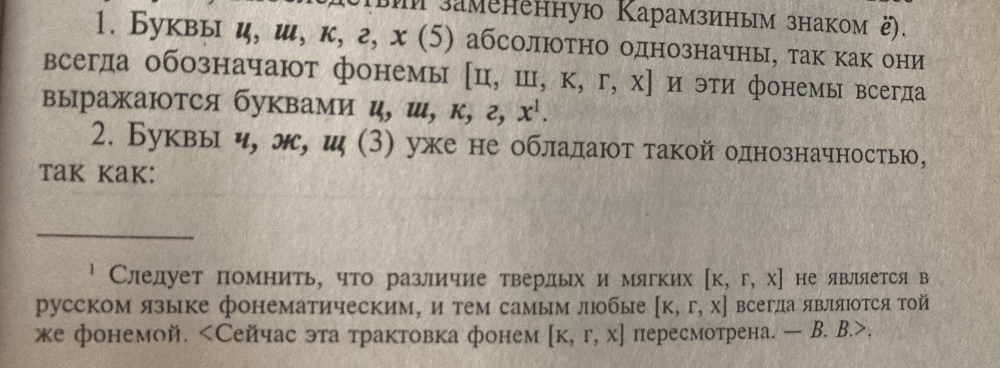 замененную Карамзиным знаком ё).
1. Буквы ц, ш, к, г, х (5) абсолютно однозначны, так как они
всегда обозначают фонемы [ц, ш, к, г, х] и эти фонемы всегда
выражаются буквами ц, ш, к, г, х¹.
2. Буквы ч, ж, щ (3) уже не обладают такой однозначностью,
так как:
¹ Следует помнить, что различие твердых и мягких [к, г, х] не является в
русском языке фонематическим, и тем самым любые [к, г, х] всегда являются той
же фонемой. <Сейчас эта трактовка фонем [к, г, х] пересмотрена. — В. В.>.